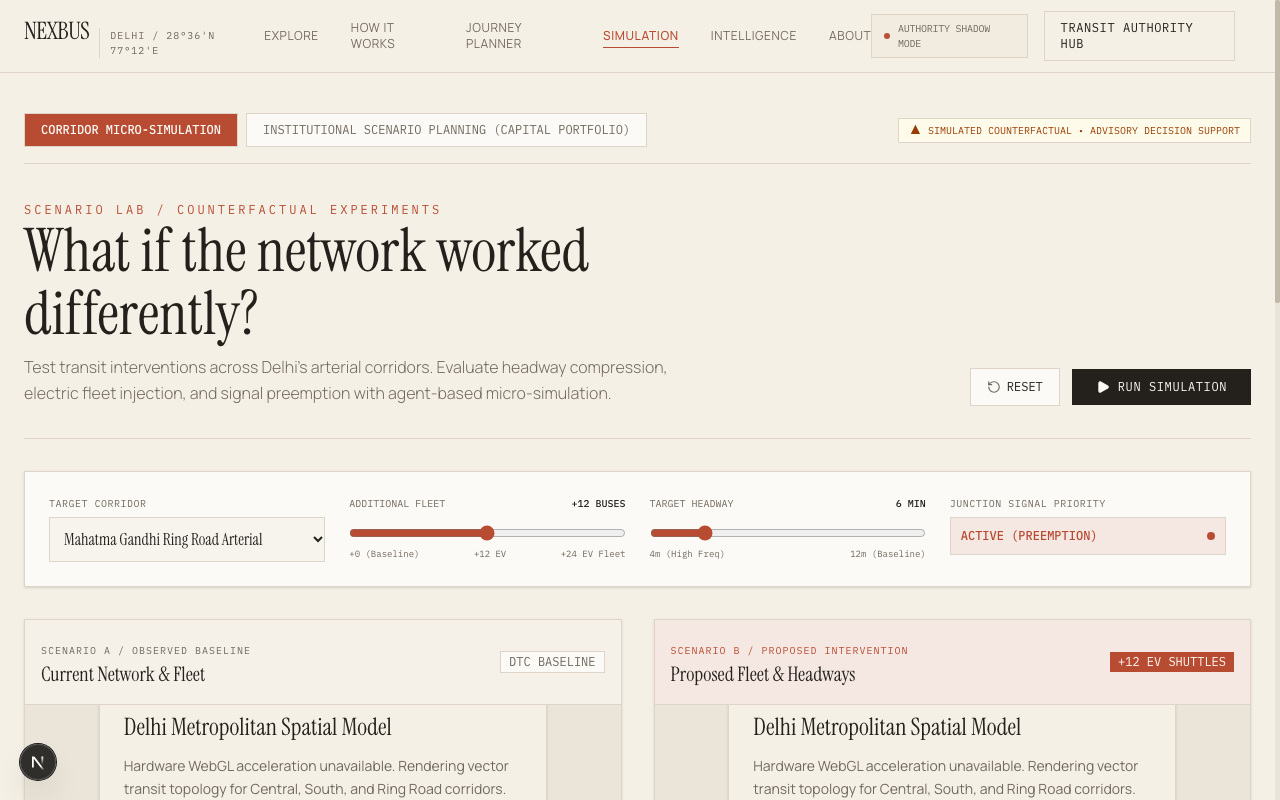 NEXBUS
DELHI / 28°36'N
77°12'E
EXPLORE
HOW IT
WORKS
JOURNEY
PLANNER
SIMULATION
INTELLIGENCE
ABOUT
AUTHORITY SHADOW
MODE
TRANSIT AUTHORITY
HUB
CORRIDOR MICRO-SIMULATION
INSTITUTIONAL SCENARIO PLANNING (CAPITAL PORTFOLIO)
▲ SIMULATED COUNTERFACTUAL • ADVISORY DECISION SUPPORT
SCENARIO LAB / COUNTERFACTUAL EXPERIMENTS
What if the network worked
differently?
Test transit interventions across Delhi's arterial corridors. Evaluate headway compression,
electric fleet injection, and signal preemption with agent-based micro-simulation.
RESET
RUN SIMULATION
TARGET CORRIDOR
Mahatma Gandhi Ring Road Arterial
ADDITIONAL FLEET
+12 BUSES
+0 (Baseline)
+12 EV
+24 EV Fleet
TARGET HEADWAY
6 MIN
4m (High Freq)
12m (Baseline)
JUNCTION SIGNAL PRIORITY
ACTIVE (PREEMPTION)
SCENARIO A / OBSERVED BASELINE
Current Network & Fleet
DTC BASELINE
Delhi Metropolitan Spatial Model
Hardware WebGL acceleration unavailable. Rendering vector
transit topology for Central, South, and Ring Road corridors.
SCENARIO B / PROPOSED INTERVENTION
Proposed Fleet & Headways
+12 EV SHUTTLES
Delhi Metropolitan Spatial Model
Hardware WebGL acceleration unavailable. Rendering vector
transit topology for Central, South, and Ring Road corridors.
N